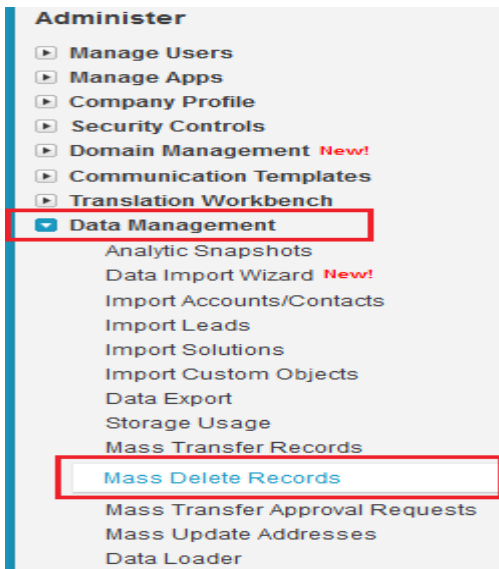 Administer
Manage Users
Manage Apps
Company Profile
Security Controls
Domain Management New!
Communication Templates
Translation Workbench
Data Management
Analytic Snapshots
Data Import Wizard New!
Import Accounts/Contacts
Import Leads
Import Solutions
Import Custom Objects
Data Export
Storage Usage
Mass Transfer Records
Mass Delete Records
Mass Transfer Approval Requests
Mass Update Addresses
Data Loader